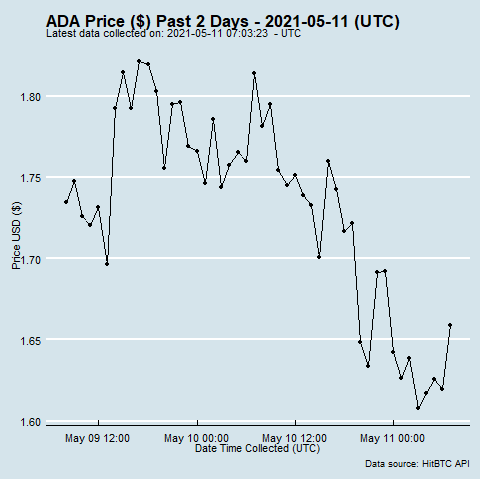 ADA Price ($) Past 2 Days - 2021-05-11 (UTC)
Latest data collected on: 2021-05-11 07:03:23 - UTC
1.80
1.75
1.70
1.65
1.60
Price USD ($)
May 09 12:00 May 10 00:00 May 10 12:00 May 11 00:00
Date Time Collected (UTC)
Data source: HitBTC API